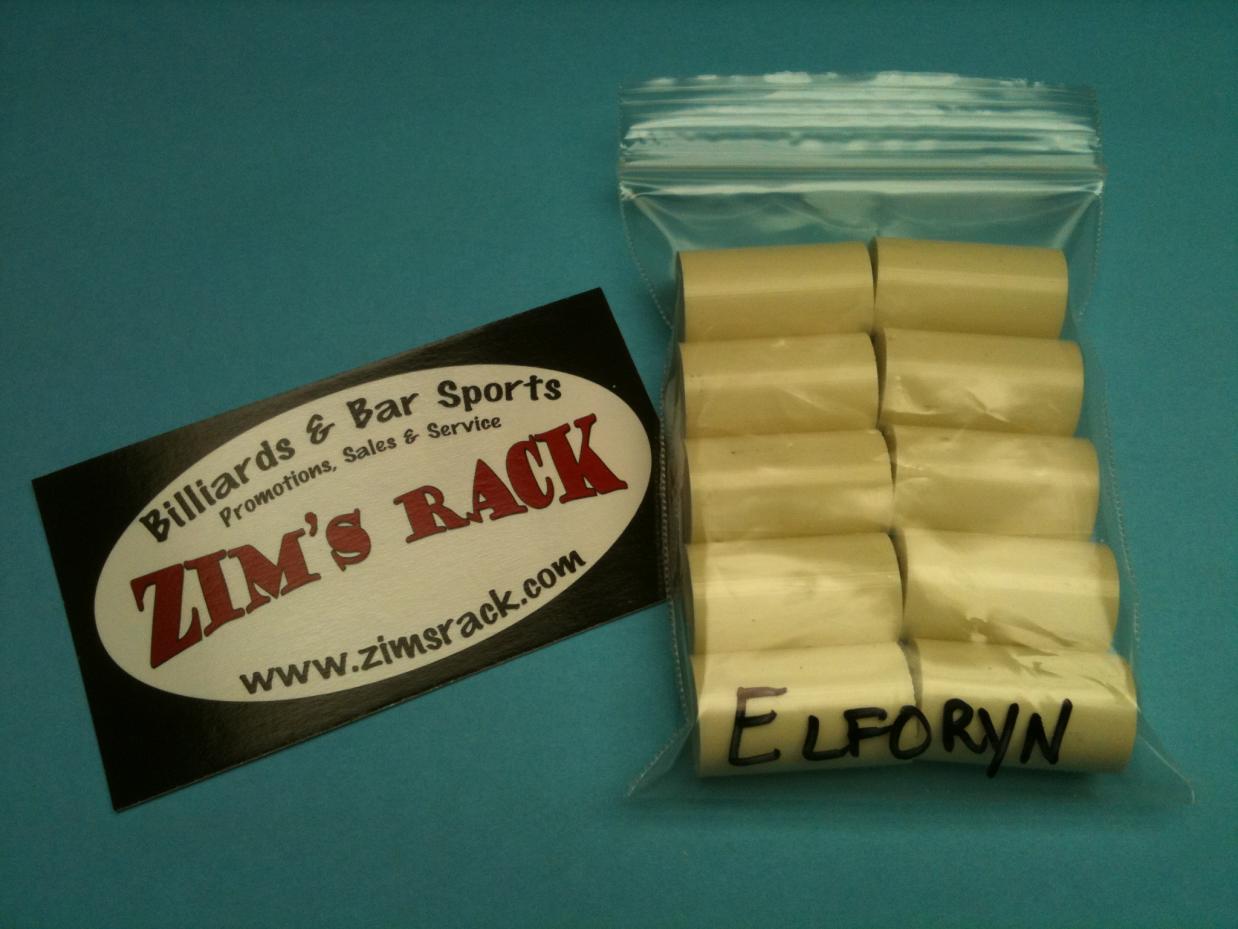 Billiards & Bar Sports
Promotions, Sales & Service
ZIM'S RACK
www.zimsrack.com
ELFORYN